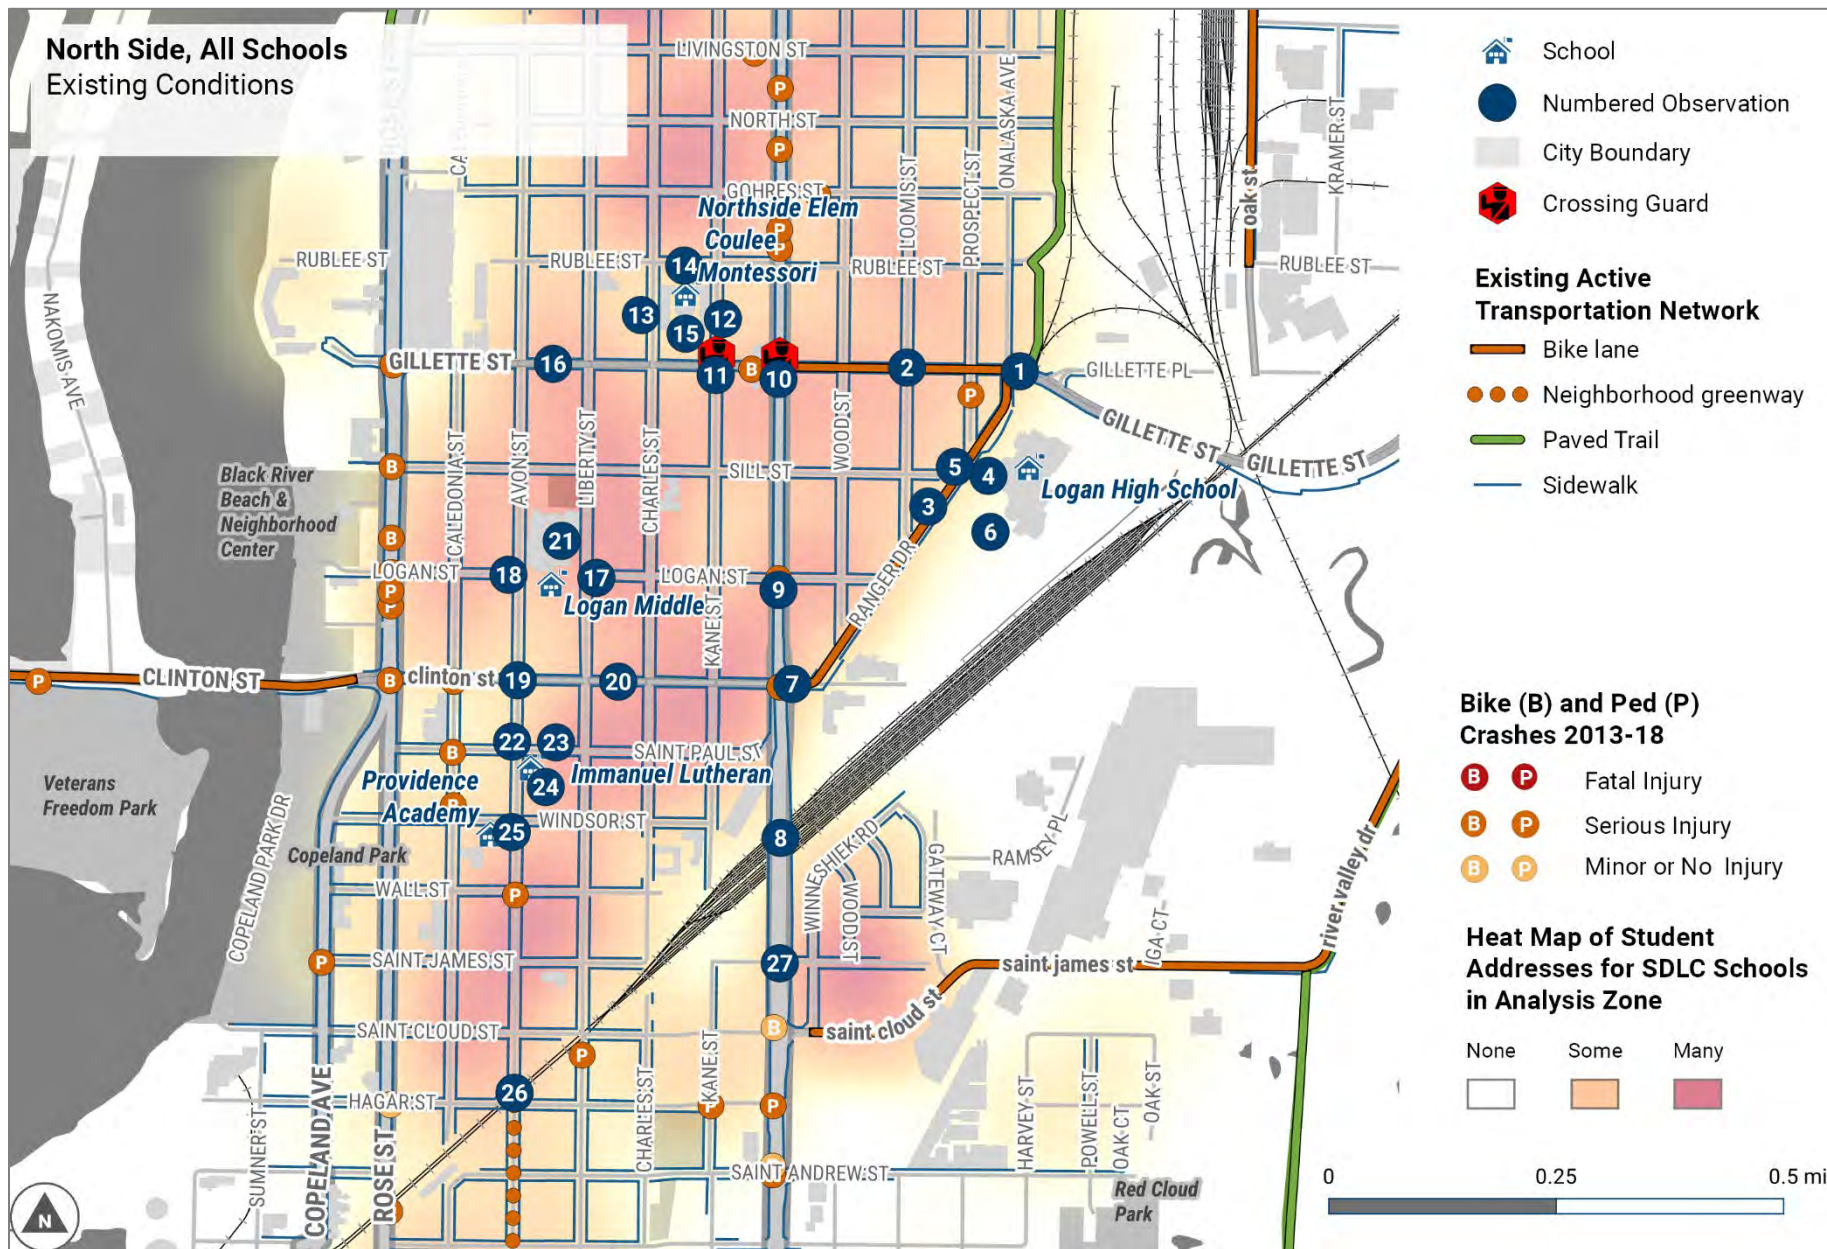 North Side, All Schools
Existing Conditions
LIVINGSTON ST
P
NORTH ST
ONALASKA AVE
P
GOHRES ST
LOOMIS ST
PROSPECT ST
oak st
KRAMER ST
Northside Elem
Coulee
Montessori
P
P
RUBLEE ST
RUBLEE ST
14
RUBLEE ST
RUBLEE ST
NAKOMIS AVE
13
12
15
GILLETTE ST
16
11
B
10
2
1
GILLETTE PL
P
GILLETTE ST
GILLETTE ST
CALEDONIA ST
AVON ST
LIBERTY ST
CHARLES ST
WOOD ST
B
SILL ST
5
4
Logan High School
Black River
Beach &
Neighborhood
Center
3
6
B
21
LOGAN ST
18
17
LOGAN ST
9
RANGER DR
P
P
Logan Middle
KANE ST
P
CLINTON ST
B
clinton st
19
20
7
22
23
SAINT PAUL ST
B
Providence
Academy
Immanuel Lutheran
24
B
Veterans
Freedom Park
COPELAND PARK DR
25
WINDSOR ST
8
WINNESHIEK RD
GATEWAY CT
RAMSEY PL
Copeland Park
WALL ST
P
WOOD ST
river valley dr
P
SAINT JAMES ST
27
saint james st
IGA CT
saint cloud st
SAINT CLOUD ST
B
P
KANE ST
26
HAGAR ST
P
P
SUMNER ST
COPELAND AVE
ROSE ST
CHARLES ST
HARVEY ST
POWELL ST
OAK CT
OAK ST
SAINT ANDREW ST
Red Cloud
Park
N
School
Numbered Observation
City Boundary
Crossing Guard
Existing Active
Transportation Network
Bike lane
Neighborhood greenway
Paved Trail
Sidewalk
Bike (B) and Ped (P)
Crashes 2013-18
B P Fatal Injury
B P Serious Injury
B P Minor or No Injury
Heat Map of Student
Addresses for SDLC Schools
in Analysis Zone
None Some Many
0 0.25 0.5 mi